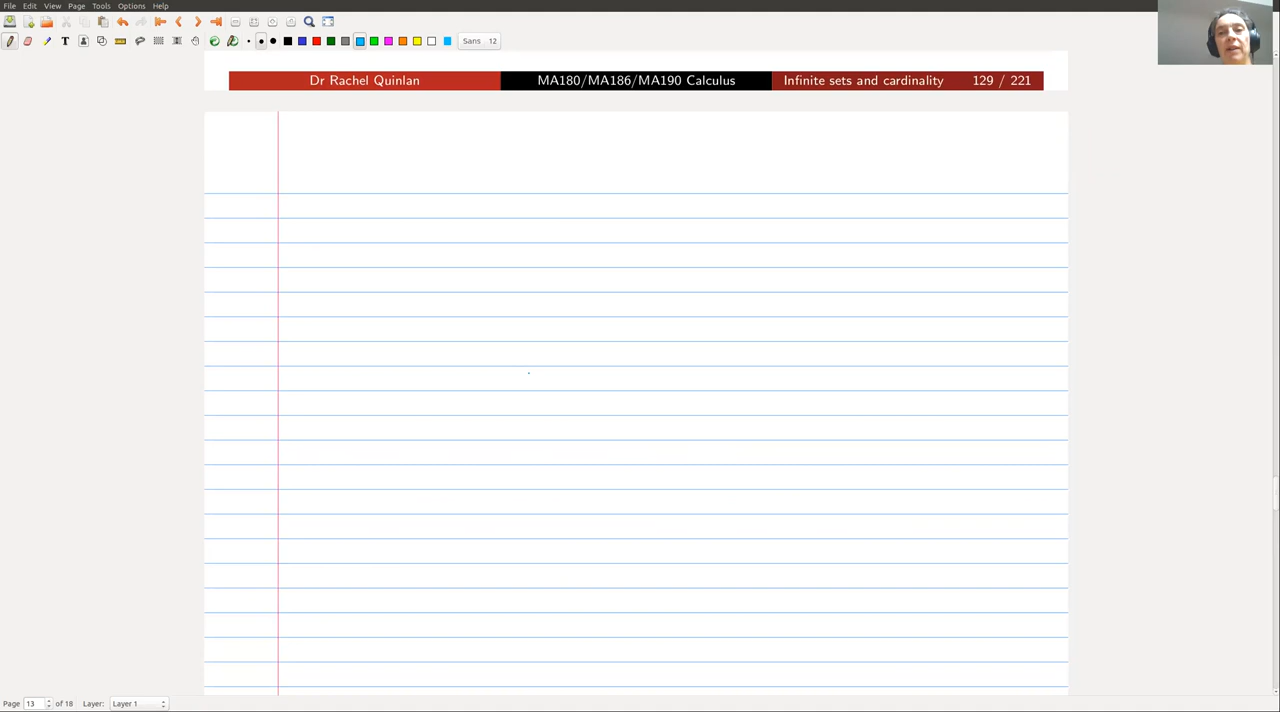 File Edit View Page Tools Options Help
T Sans 12
Dr Rachel Quinlan MA180/MA186/MA190 Calculus Infinite sets and cardinality 129 / 221
Page 13 of 18 Layer: Layer 1